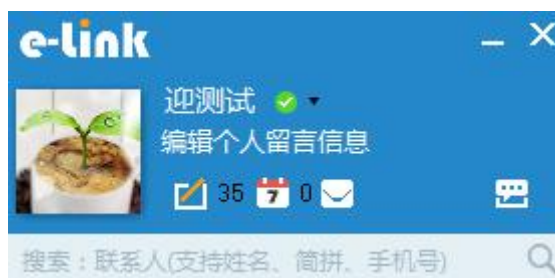 e-link
迎测试
编辑个人留言信息
35 7 0
搜索：联系人(支持姓名、简拼、手机号)